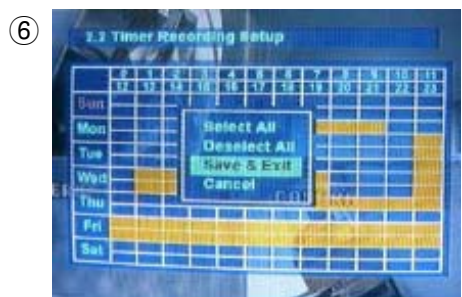 ⑥
2.2 Timer Recording Setup
0 1 2 3 4 5 6 7 8 9 10 11
12 13 14 15 16 17 18 19 20 21 22 23
Sun
Mon
Tue
Wed
Thu
Fri
Sat
Select All
Deselect All
Save & Exit
Cancel